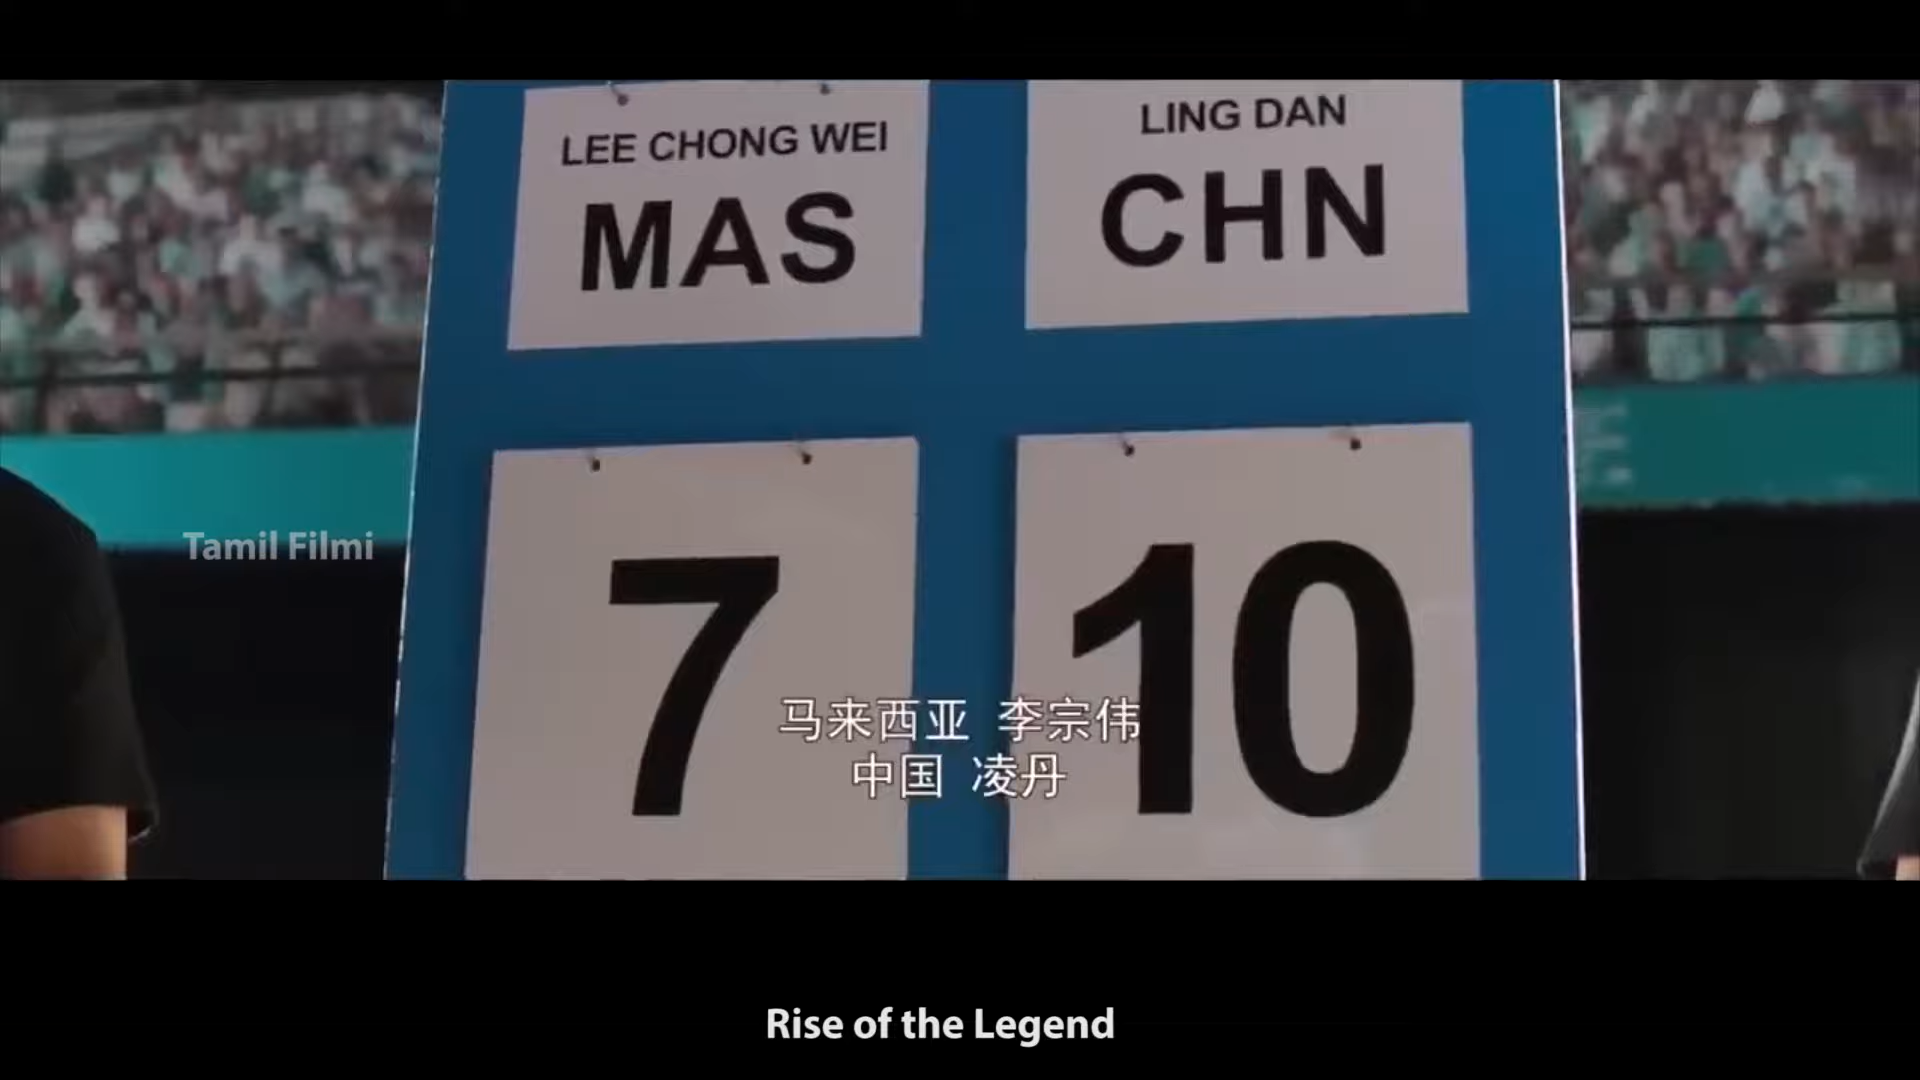 LEE CHONG WEI
MAS
LING DAN
CHN
7
10
Tamil Filmi
马来西亚 李宗伟
中国 凌丹
Rise of the Legend